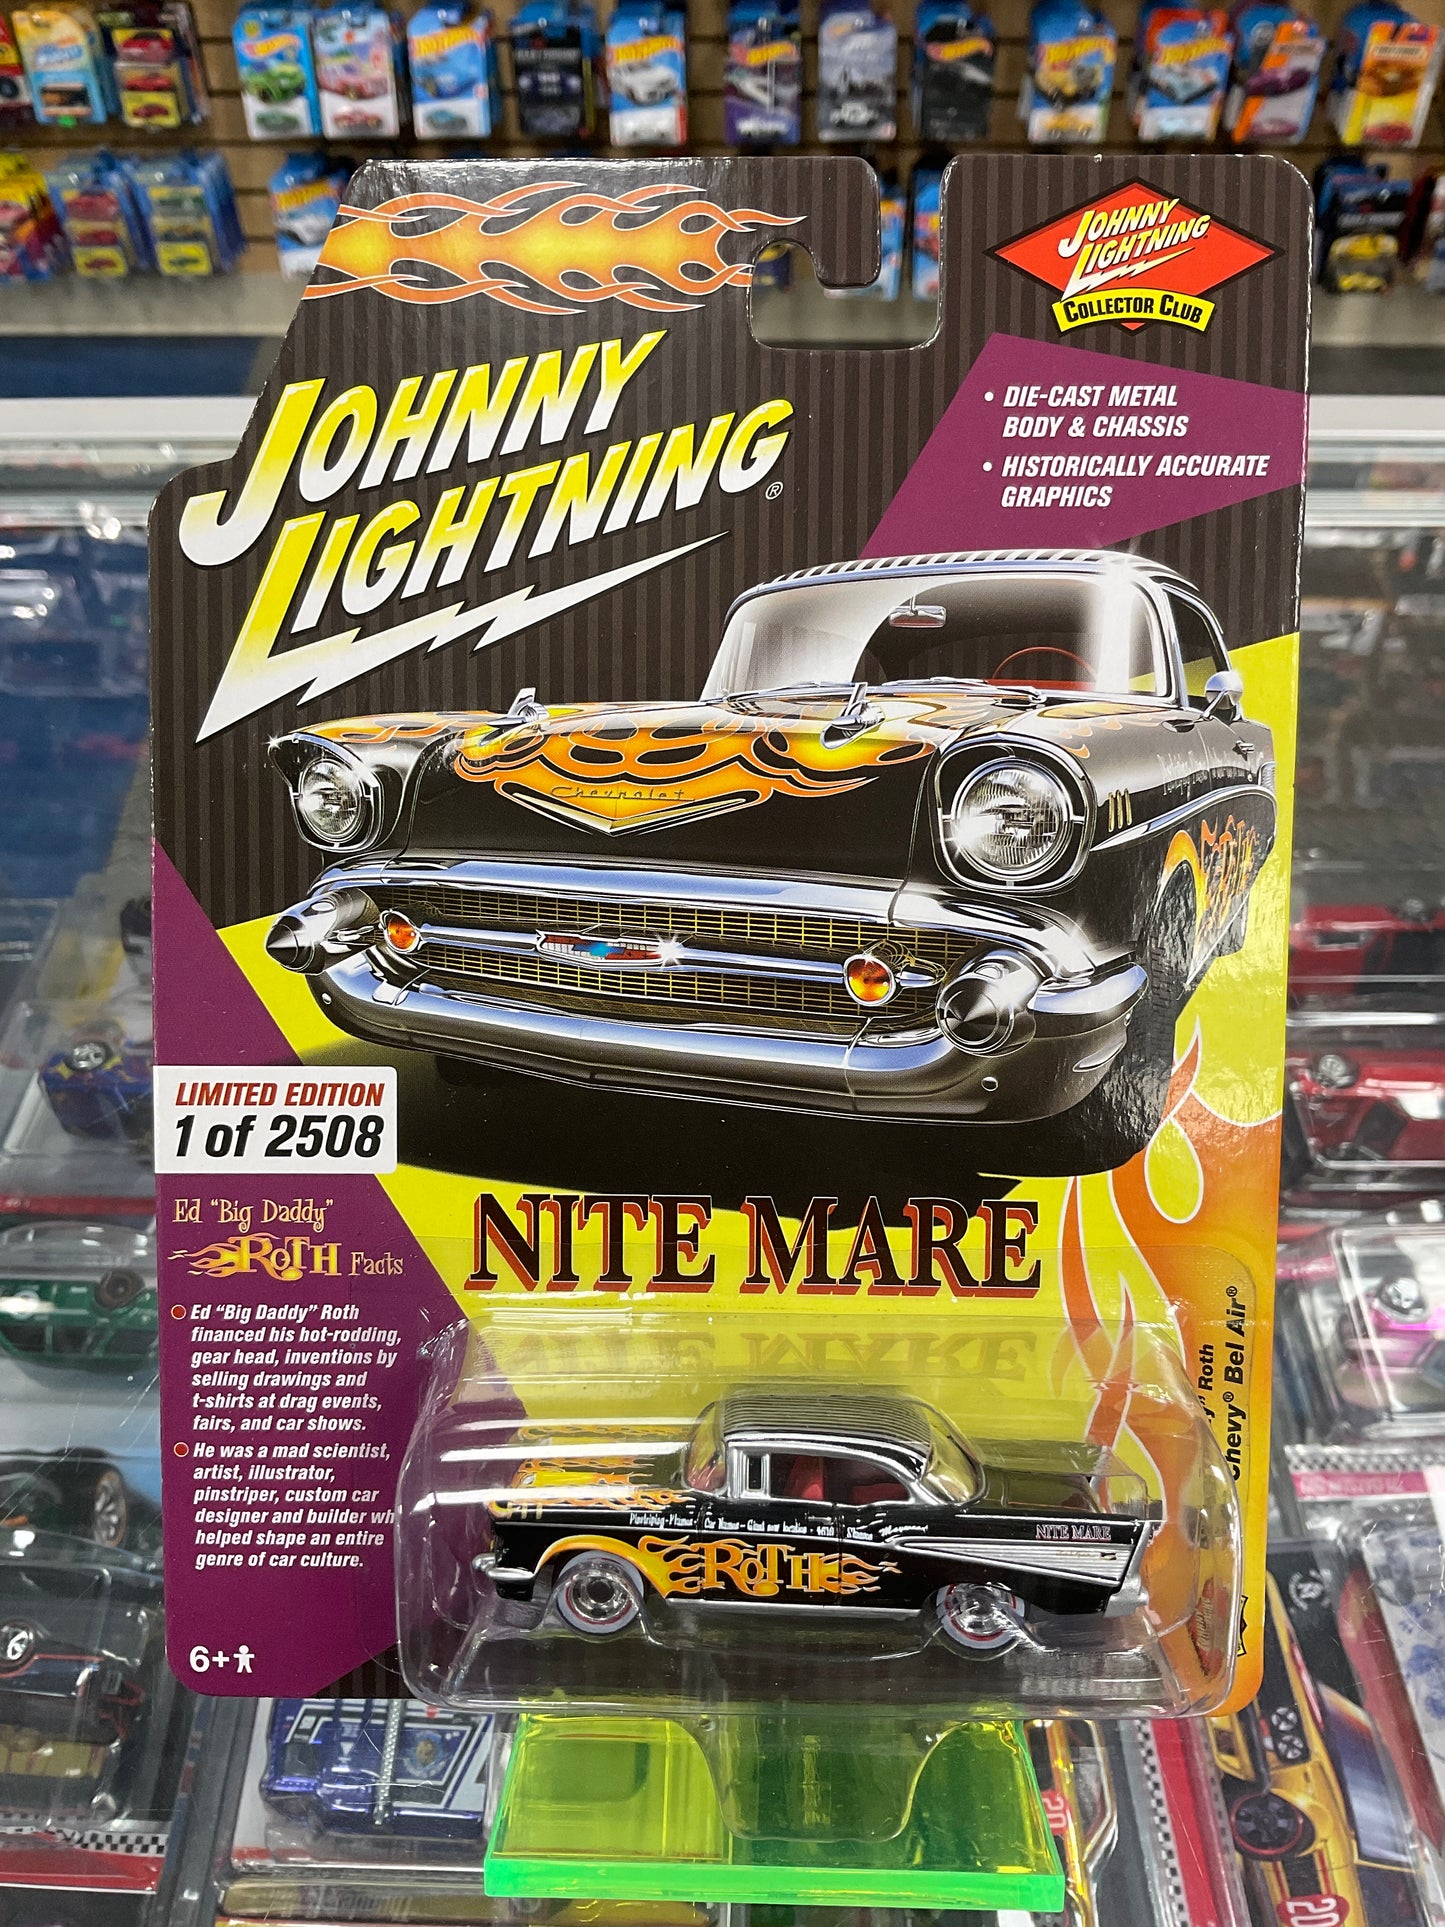 JOHNNY
LIGHTNING®
JOHNNY
LIGHTNING
COLLECTOR CLUB
• DIE-CAST METAL
BODY & CHASSIS
• HISTORICALLY ACCURATE
GRAPHICS
Chevrolet
LIMITED EDITION
1 of 2508
NITE MARE
Ed "Big Daddy"
ROTH Facts
Ed "Big Daddy" Roth
financed his hot-rodding,
gear head, inventions by
selling drawings and
t-shirts at drag events,
fairs, and car shows.
He was a mad scientist,
artist, illustrator,
pinstriper, custom car
designer and builder wh
helped shape an entire
genre of car culture.
6+
y" Roth
Chevy® Bel Air®
NITE MARE
ROTH